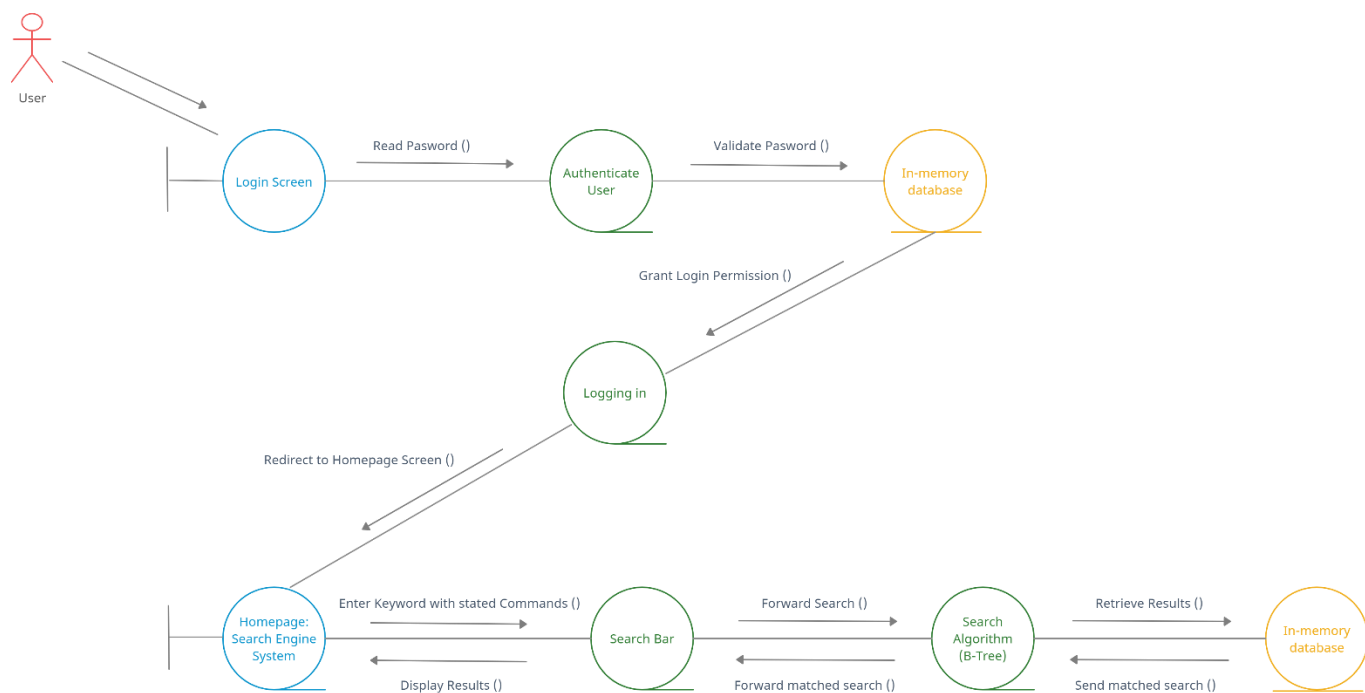 User
Read Pasword ()
Validate Pasword ()
Login Screen
Authenticate
User
In-memory
database
Grant Login Permission ()
Logging in
Redirect to Homepage Screen ()
Enter Keyword with stated Commands ()
Forward Search ()
Retrieve Results ()
Homepage:
Search Engine
System
Search Bar
Search
Algorithm
(B-Tree)
In-memory
database
Display Results ()
Forward matched search ()
Send matched search ()